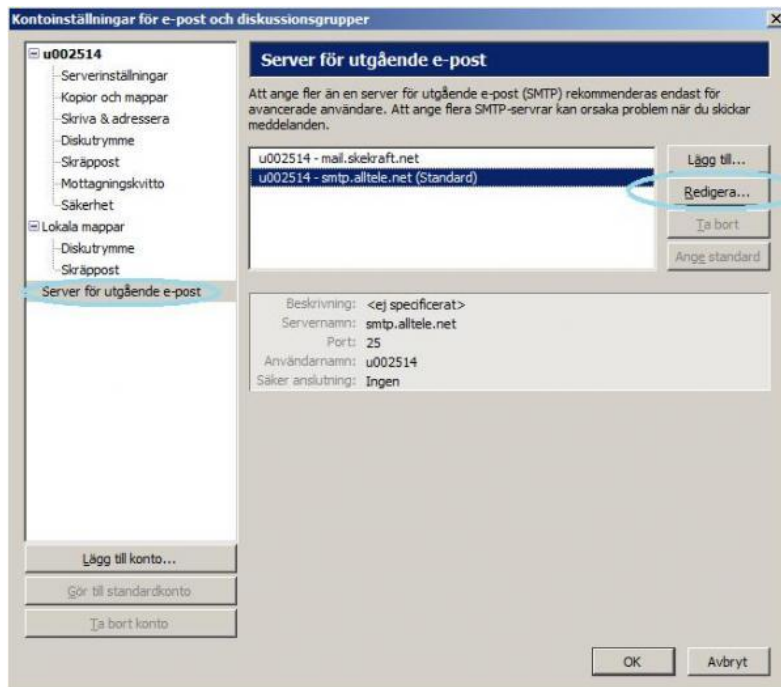 Kontoinställningar för e-post och diskussionsgrupper
u002514
Serverinställningar
Kopior och mappar
Skriva & adressera
Diskutrymme
Skräppost
Mottagningskvitto
Säkerhet
Lokala mappar
Diskutrymme
Skräppost
Server för utgående e-post
Lägg till konto...
Gör till standardkonto
Ta bort konto
Server för utgående e-post
Att ange fler än en server för utgående e-post (SMTP) rekommenderas endast för
avancerade användare. Att ange flera SMTP-servrar kan orsaka problem när du skickar
meddelanden.
u002514 - mail.skekraft.net
u002514 - smtp.alltele.net (Standard)
Lägg till...
Redigera...
Ta bort
Ange standard
Beskrivning: <ej specificerat>
Servernamn: smtp.alltele.net
Port: 25
Användarnamn: u002514
Säker anslutning: Ingen
OK
Avbryt